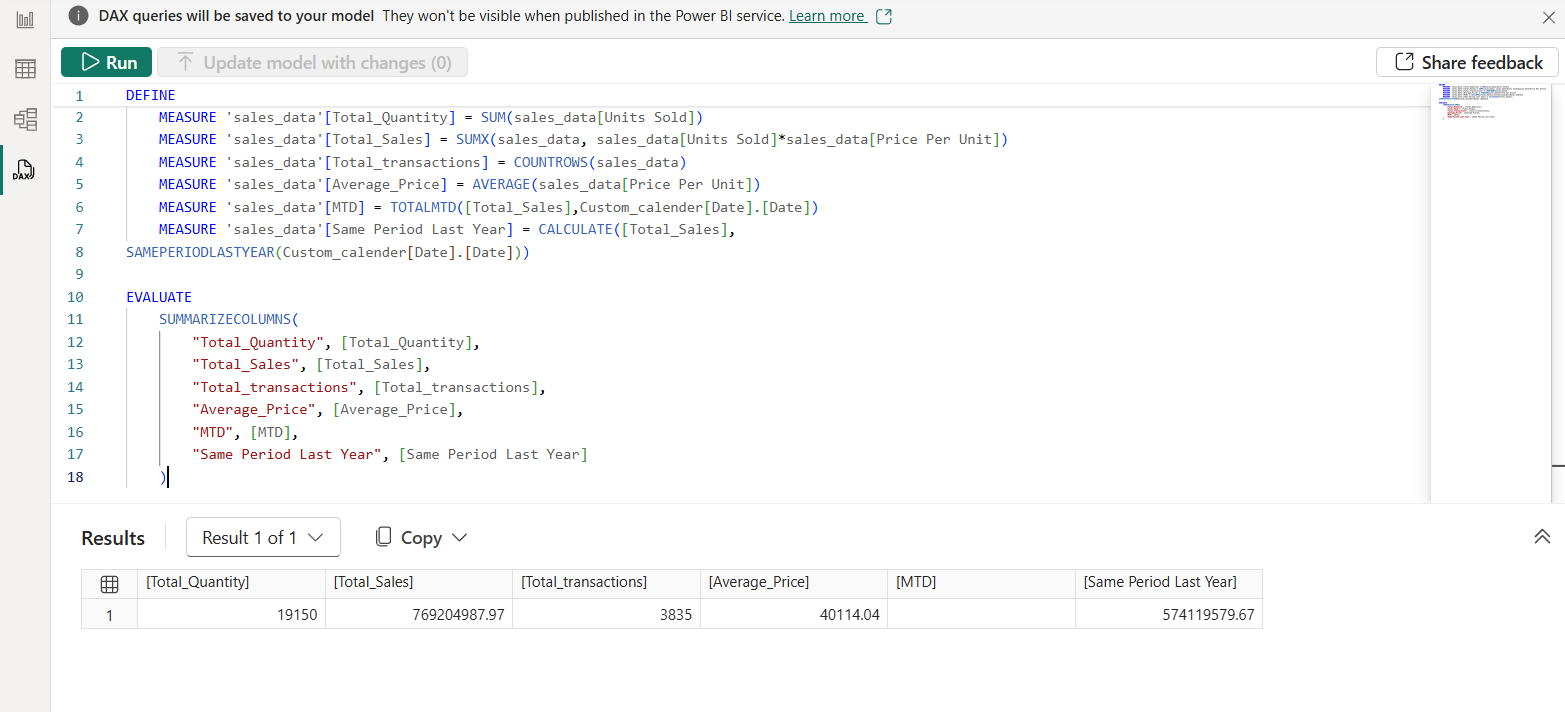 DAX queries will be saved to your model They won't be visible when published in the Power BI service. Learn more
Run
Update model with changes (0)
Share feedback
DAX
1 DEFINE
2 MEASURE 'sales_data'[Total_Quantity] = SUM(sales_data[Units Sold])
3 MEASURE 'sales_data'[Total_Sales] = SUMX(sales_data, sales_data[Units Sold]*sales_data[Price Per Unit])
4 MEASURE 'sales_data'[Total_transactions] = COUNTROWS(sales_data)
5 MEASURE 'sales_data'[Average_Price] = AVERAGE(sales_data[Price Per Unit])
6 MEASURE 'sales_data'[MTD] = TOTALMTD([Total_Sales],Custom_calender[Date].[Date])
7 MEASURE 'sales_data'[Same Period Last Year] = CALCULATE([Total_Sales],
8 SAMEPERIODLASTYEAR(Custom_calender[Date].[Date]))
9
10 EVALUATE
11 SUMMARIZECOLUMNS(
12 "Total_Quantity", [Total_Quantity],
13 "Total_Sales", [Total_Sales],
14 "Total_transactions", [Total_transactions],
15 "Average_Price", [Average_Price],
16 "MTD", [MTD],
17 "Same Period Last Year", [Same Period Last Year]
18 )
Results
Result 1 of 1
Copy
[Total_Quantity] [Total_Sales] [Total_transactions] [Average_Price] [MTD] [Same Period Last Year]
1 19150 769204987.97 3835 40114.04 574119579.67